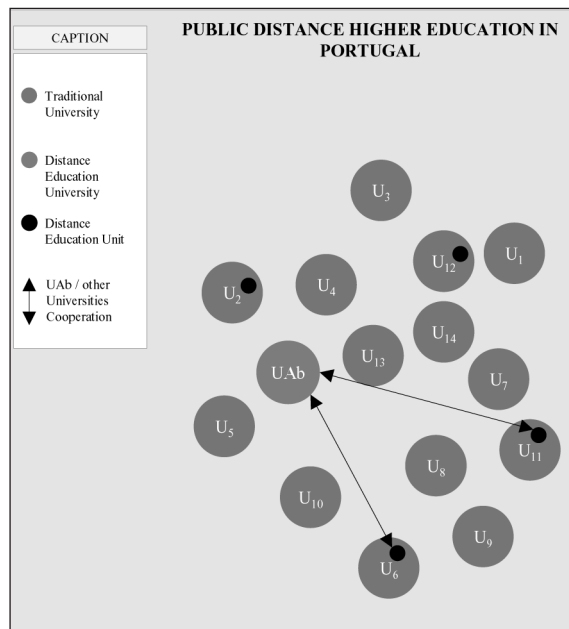 CAPTION
PUBLIC DISTANCE HIGHER EDUCATION IN
PORTUGAL
Traditional
University
Distance
Education
University
Distance
Education Unit
UAb / other
Universities
Cooperation
U3
U12
U1
U2
U4
U14
U13
UAb
U7
U5
U11
U8
U10
U9
U6